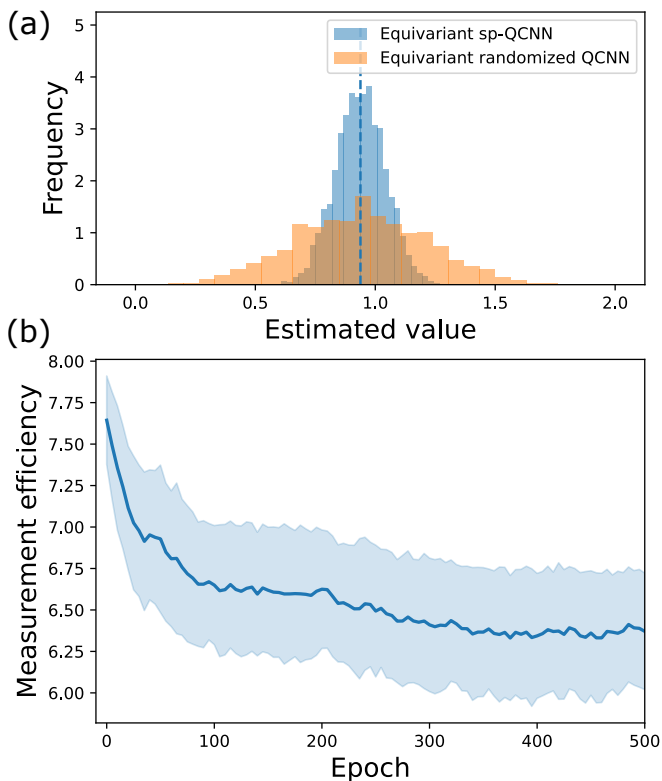 (a)
Equivariant sp-QCNN
Equivariant randomized QCNN
Frequency
5
4
3
2
1
0
0.0 0.5 1.0 1.5 2.0
Estimated value
(b)
Measurement efficiency
8.00
7.75
7.50
7.25
7.00
6.75
6.50
6.25
6.00
0 100 200 300 400 500
Epoch